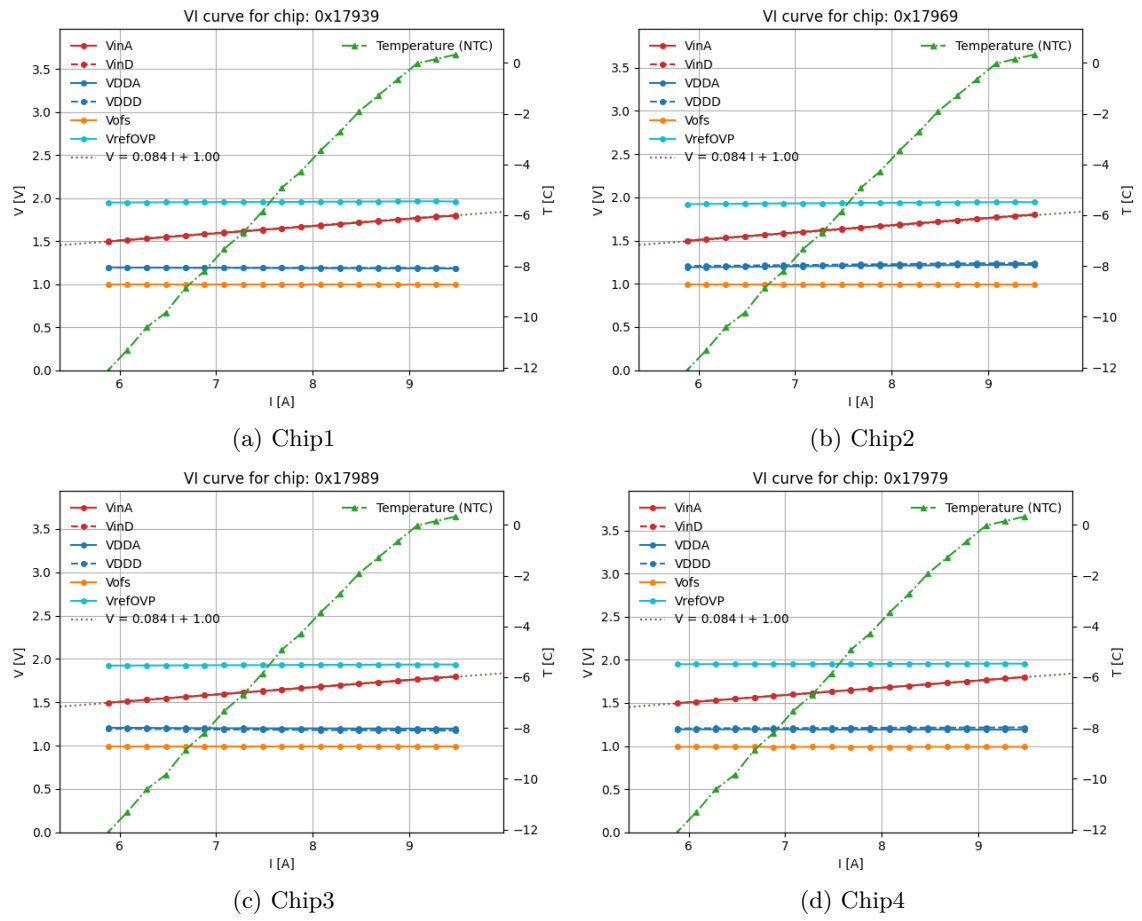 VI curve for chip: 0x17939
VinA
VinD
VDDA
VDDD
Vofs
VrefOVP
V = 0.084 I + 1.00
Temperature (NTC)
V [V]
3.5
3.0
2.5
2.0
1.5
1.0
0.5
0.0
T [C]
0
−2
−4
−6
−8
−10
−12
6 7 8 9
I [A]
(a) Chip1
VI curve for chip: 0x17969
VinA
VinD
VDDA
VDDD
Vofs
VrefOVP
V = 0.084 I + 1.00
Temperature (NTC)
V [V]
3.5
3.0
2.5
2.0
1.5
1.0
0.5
0.0
T [C]
0
−2
−4
−6
−8
−10
−12
6 7 8 9
I [A]
(b) Chip2
VI curve for chip: 0x17989
VinA
VinD
VDDA
VDDD
Vofs
VrefOVP
V = 0.084 I + 1.00
Temperature (NTC)
V [V]
3.5
3.0
2.5
2.0
1.5
1.0
0.5
0.0
T [C]
0
−2
−4
−6
−8
−10
−12
6 7 8 9
I [A]
(c) Chip3
VI curve for chip: 0x17979
VinA
VinD
VDDA
VDDD
Vofs
VrefOVP
V = 0.084 I + 1.00
Temperature (NTC)
V [V]
3.5
3.0
2.5
2.0
1.5
1.0
0.5
0.0
T [C]
0
−2
−4
−6
−8
−10
−12
6 7 8 9
I [A]
(d) Chip4